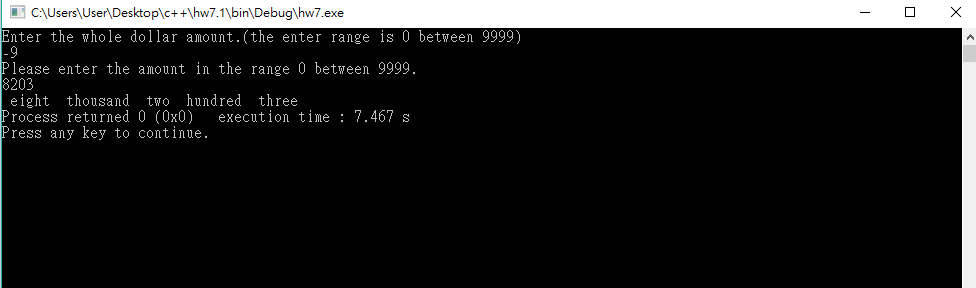 C:\Users\User\Desktop\c++\hw7.1\bin\Debug\hw7.exe
Enter the whole dollar amount.(the enter range is 0 between 9999)
-9
Please enter the amount in the range 0 between 9999.
8203
 eight  thousand  two  hundred  three
Process returned 0 (0x0)   execution time : 7.467 s
Press any key to continue.